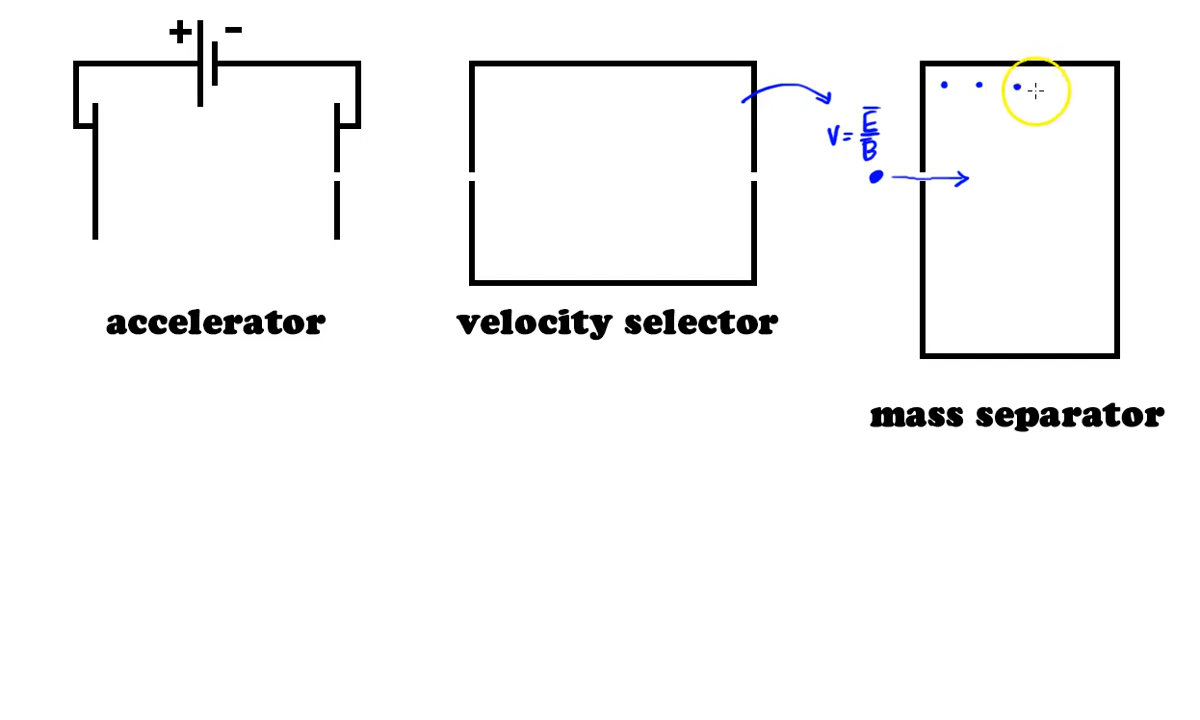 + -
V = E / B
accelerator
velocity selector
mass separator